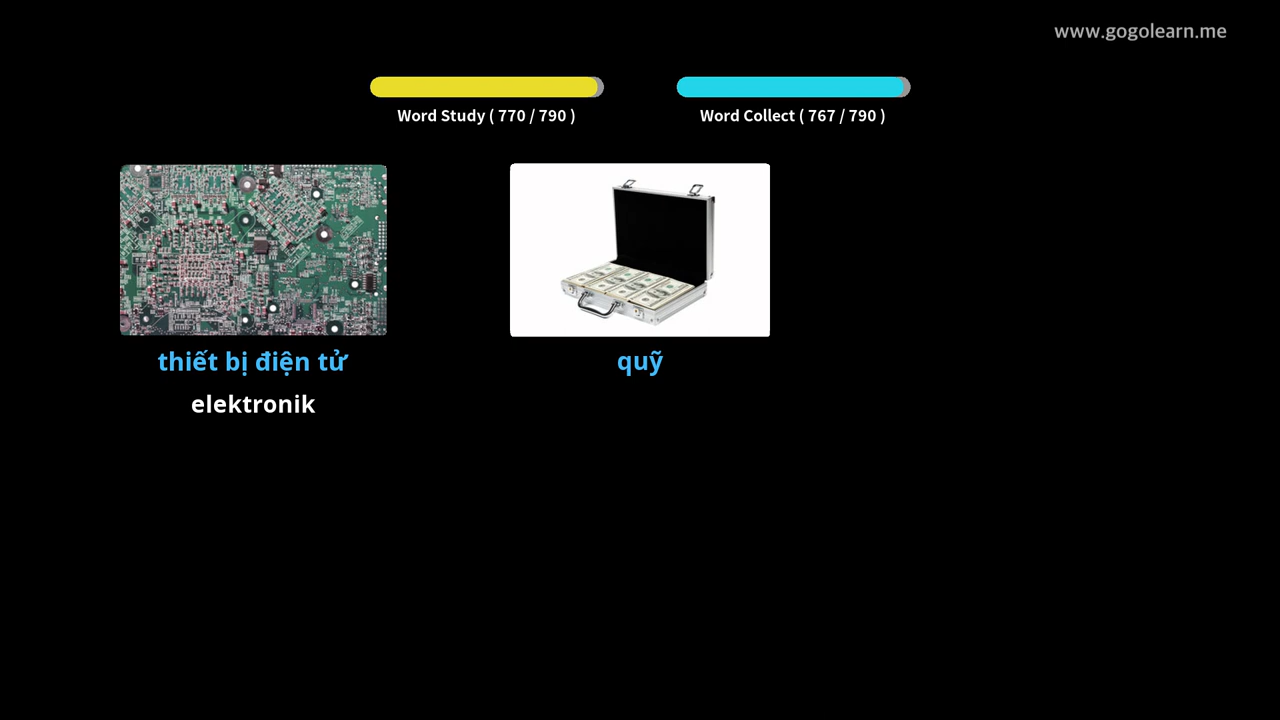 www.gogolearn.me
Word Study ( 770 / 790 )
Word Collect ( 767 / 790 )
thiết bị điện tử
quỹ
elektronik